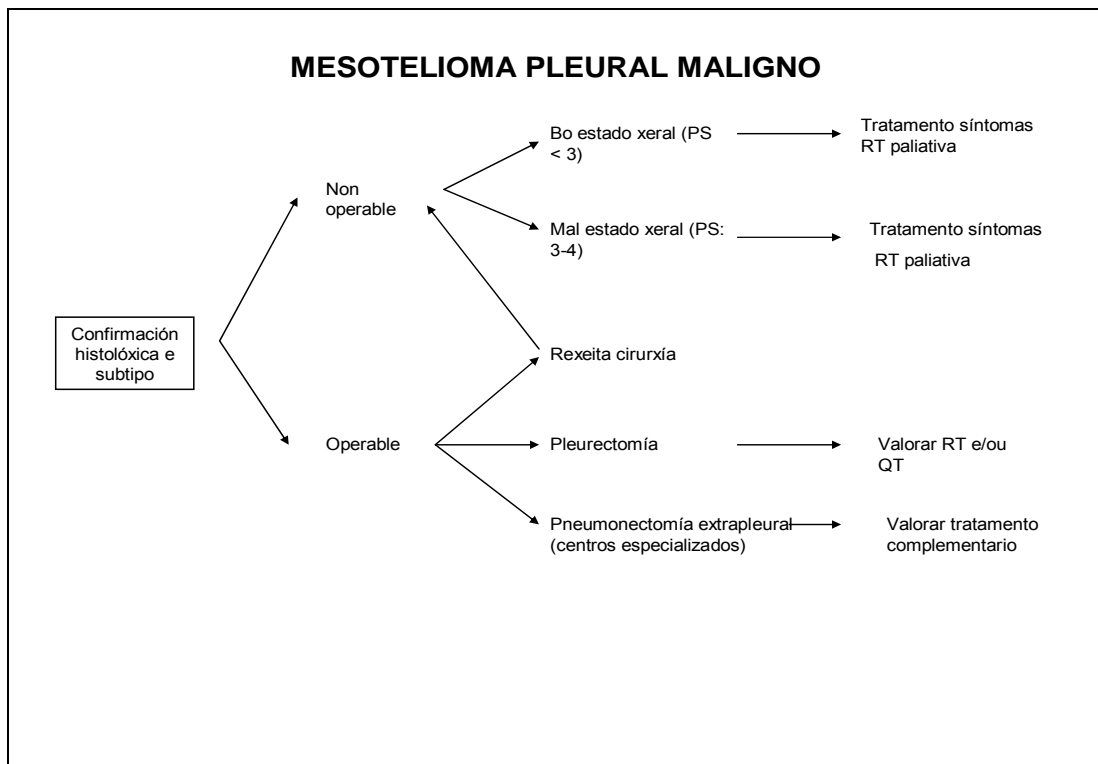 MESOTELIOMA PLEURAL MALIGNO
Bo estado xeral (PS
< 3)
Tratamento síntomas
RT paliativa
Non
operable
Mal estado xeral (PS:
3-4)
Tratamento síntomas
RT paliativa
Confirmación
histolóxica e
subtipo
Rexeita cirurxía
Operable
Pleurectomía
Valorar RT e/ou
QT
Pneumonectomía extrapleural
(centros especializados)
Valorar tratamento
complementario